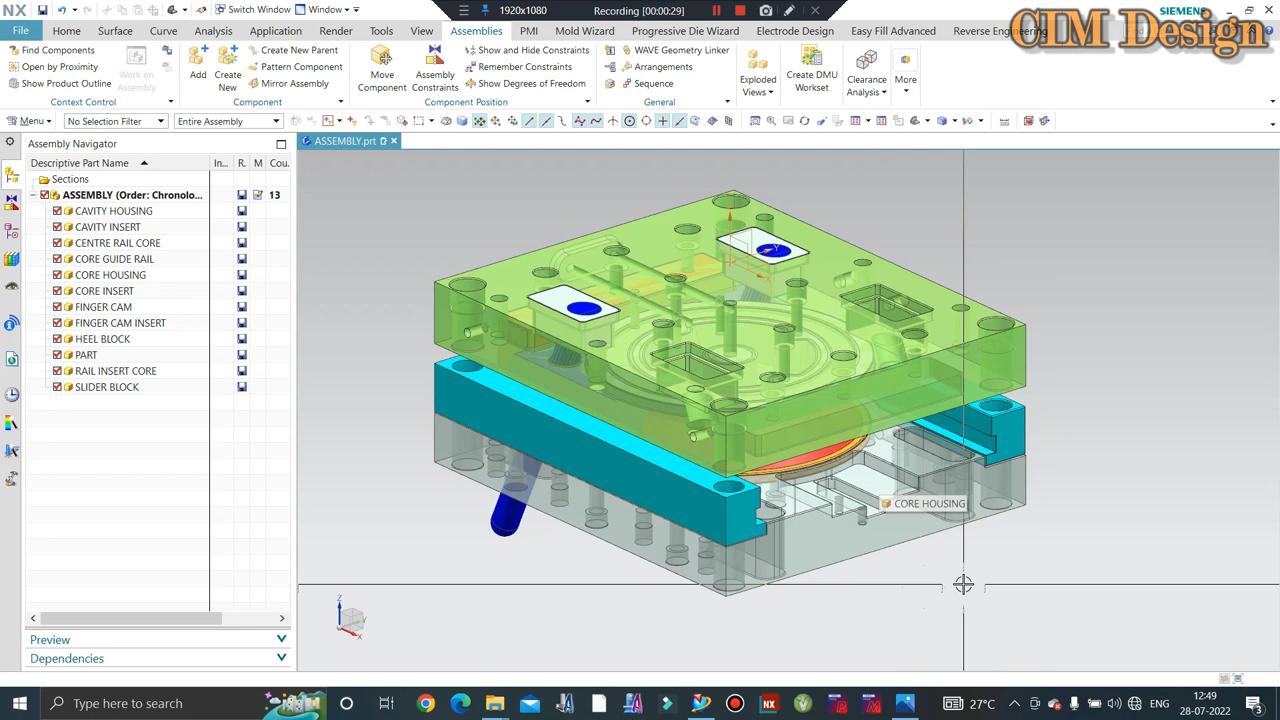 NX
Switch Window
Window
1920x1080
Recording [00:00:29]
SIEMENS
CIM Design
File
Home
Surface
Curve
Analysis
Application
Render
Tools
View
Assemblies
PMI
Mold Wizard
Progressive Die Wizard
Electrode Design
Easy Fill Advanced
Reverse Engineering
Find Components
Open by Proximity
Show Product Outline
Work on
Assembly
Context Control
Add
Create
New
Create New Parent
Pattern Component
Mirror Assembly
Component
Move
Component
Assembly
Constraints
Show and Hide Constraints
Remember Constraints
Show Degrees of Freedom
Component Position
WAVE Geometry Linker
Arrangements
Sequence
General
Exploded
Views
Create DMU
Workset
Clearance
Analysis
More
Menu
No Selection Filter
Entire Assembly
Assembly Navigator
ASSEMBLY.prt
Descriptive Part Name
In...
R.
M
Cou.
Sections
ASSEMBLY (Order: Chronolo...
13
CAVITY HOUSING
CAVITY INSERT
CENTRE RAIL CORE
CORE GUIDE RAIL
CORE HOUSING
CORE INSERT
FINGER CAM
FINGER CAM INSERT
HEEL BLOCK
PART
RAIL INSERT CORE
SLIDER BLOCK
CORE HOUSING
Z
Y
X
Preview
Dependencies
Type here to search
27°C
ENG
12:49
28-07-2022
3